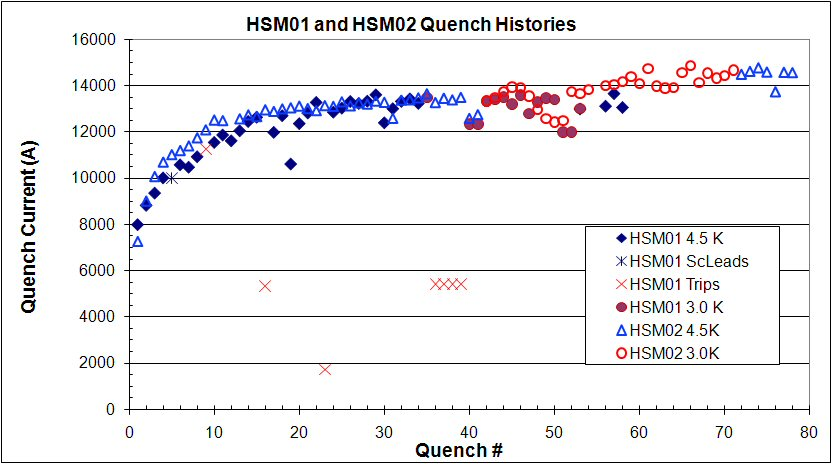 HSM01 and HSM02 Quench Histories
16000
14000
12000
10000
8000
6000
4000
2000
0
Quench Current (A)
HSM01 4.5 K
HSM01 ScLeads
HSM01 Trips
HSM01 3.0 K
HSM02 4.5K
HSM02 3.0K
0 10 20 30 40 50 60 70 80
Quench #